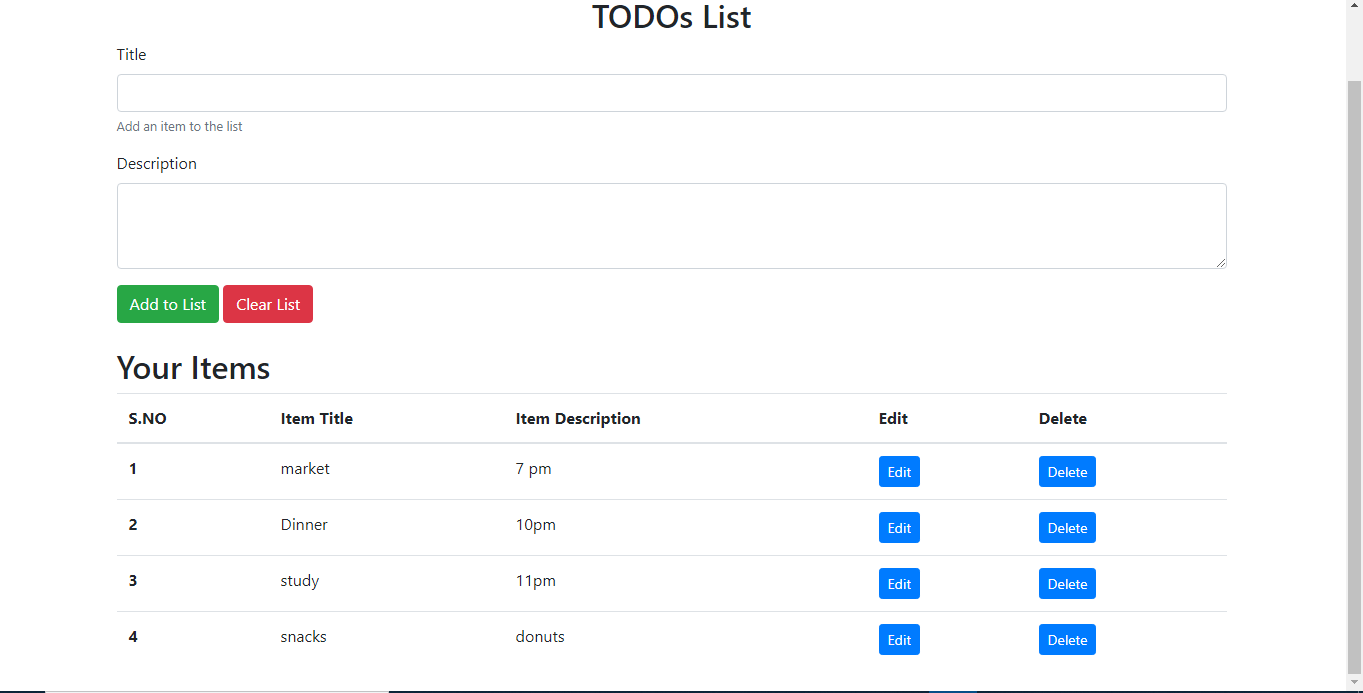 TODOs List
Title
Add an item to the list
Description
Add to List Clear List
Your Items
S.NO Item Title Item Description Edit Delete
1 market 7 pm Edit Delete
2 Dinner 10pm Edit Delete
3 study 11pm Edit Delete
4 snacks donuts Edit Delete